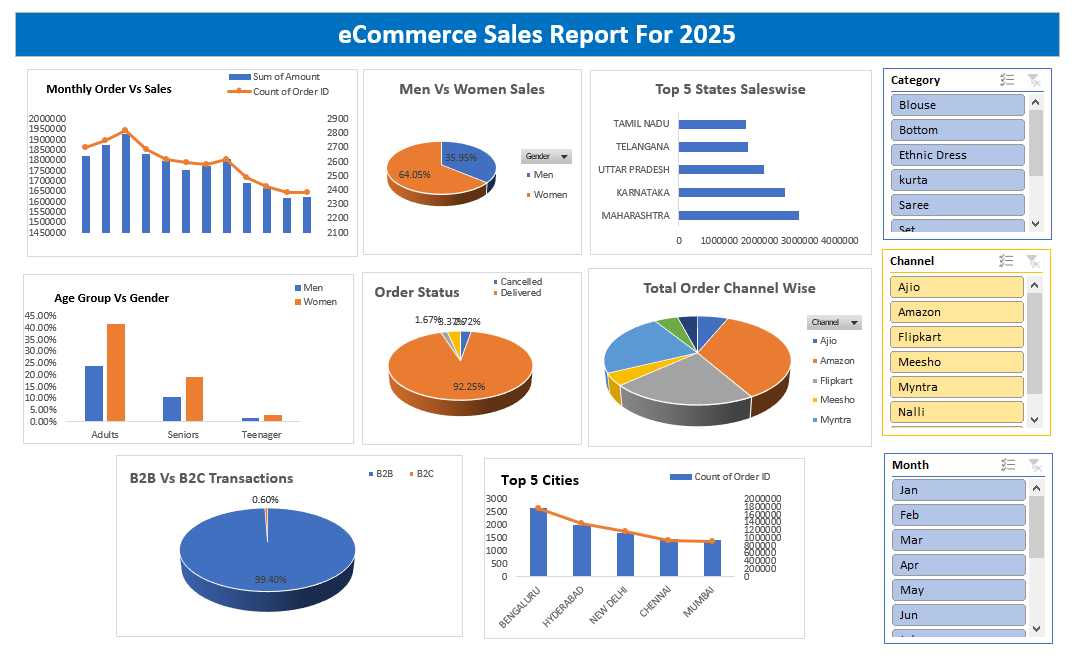 eCommerce Sales Report For 2025
Monthly Order Vs Sales
Sum of Amount
Count of Order ID
2000000
1950000
1900000
1850000
1800000
1750000
1700000
1650000
1600000
1550000
1500000
1450000
2900
2800
2700
2600
2500
2400
2300
2200
2100
Men Vs Women Sales
35.95%
64.05%
Gender
Men
Women
Top 5 States Saleswise
TAMIL NADU
TELANGANA
UTTAR PRADESH
KARNATAKA
MAHARASHTRA
0 1000000 2000000 3000000 4000000
Category
Blouse
Bottom
Ethnic Dress
kurta
Saree
Set
Age Group Vs Gender
Men
Women
45.00%
40.00%
35.00%
30.00%
25.00%
20.00%
15.00%
10.00%
5.00%
0.00%
Adults Seniors Teenager
Order Status
Cancelled
Delivered
1.67%
3.37%
2.72%
92.25%
Total Order Channel Wise
Channel
Ajio
Amazon
Flipkart
Meesho
Myntra
Channel
Ajio
Amazon
Flipkart
Meesho
Myntra
Nalli
B2B Vs B2C Transactions
B2B B2C
0.60%
99.40%
Top 5 Cities
Count of Order ID
3000
2500
2000
1500
1000
500
0
2000000
1800000
1600000
1400000
1200000
1000000
800000
600000
400000
200000
0
BENGALURU
HYDERABAD
NEW DELHI
CHENNAI
MUMBAI
Month
Jan
Feb
Mar
Apr
May
Jun